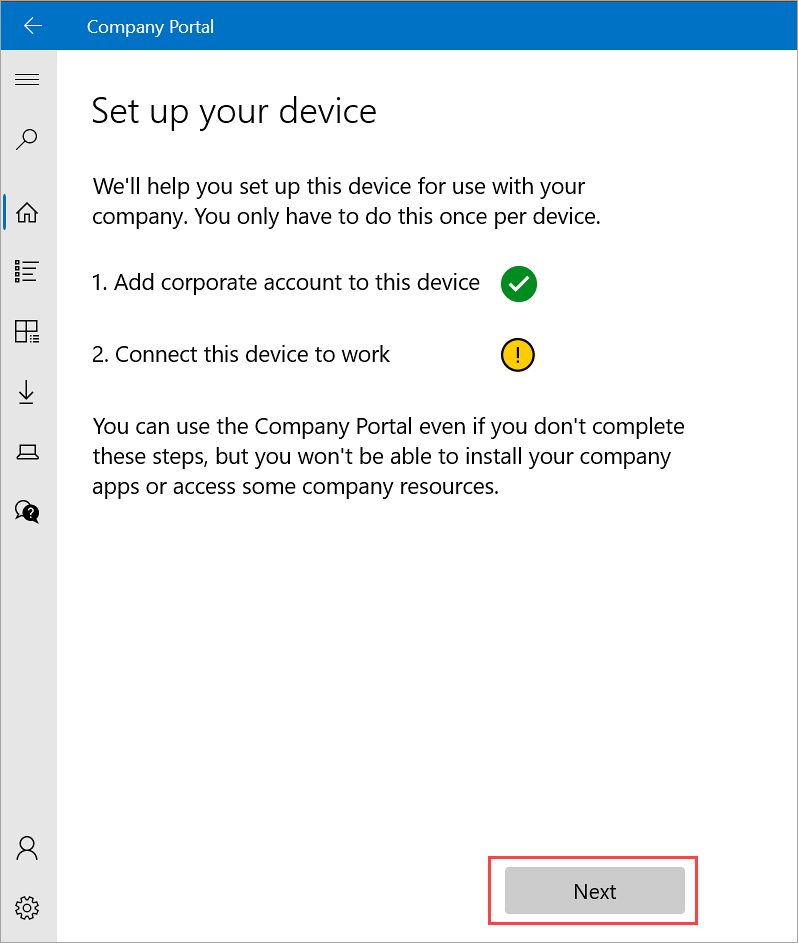 Company Portal
Set up your device
We'll help you set up this device for use with your
company. You only have to do this once per device.
1. Add corporate account to this device
2. Connect this device to work
You can use the Company Portal even if you don't complete
these steps, but you won't be able to install your company
apps or access some company resources.
Next